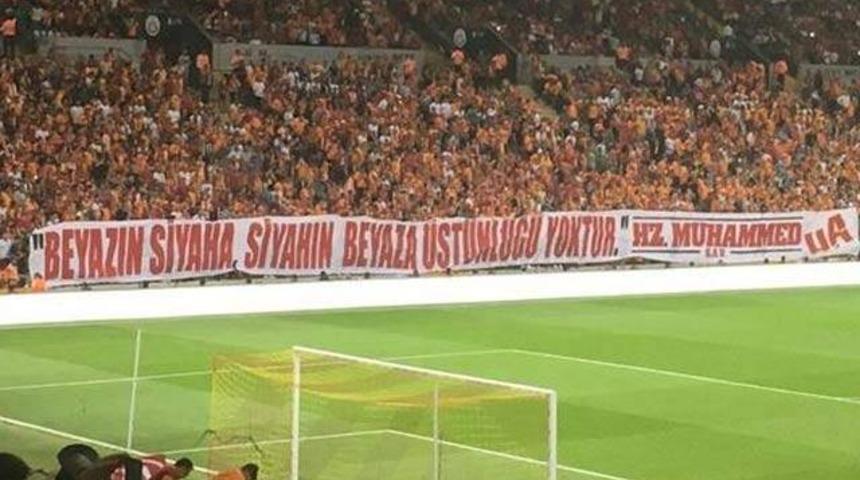 "BEYAZIN SİYAHA, SİYAHIN BEYAZA ÜSTÜNLÜĞÜ YOKTUR." HZ. MUHAMMED UA
S.A.V